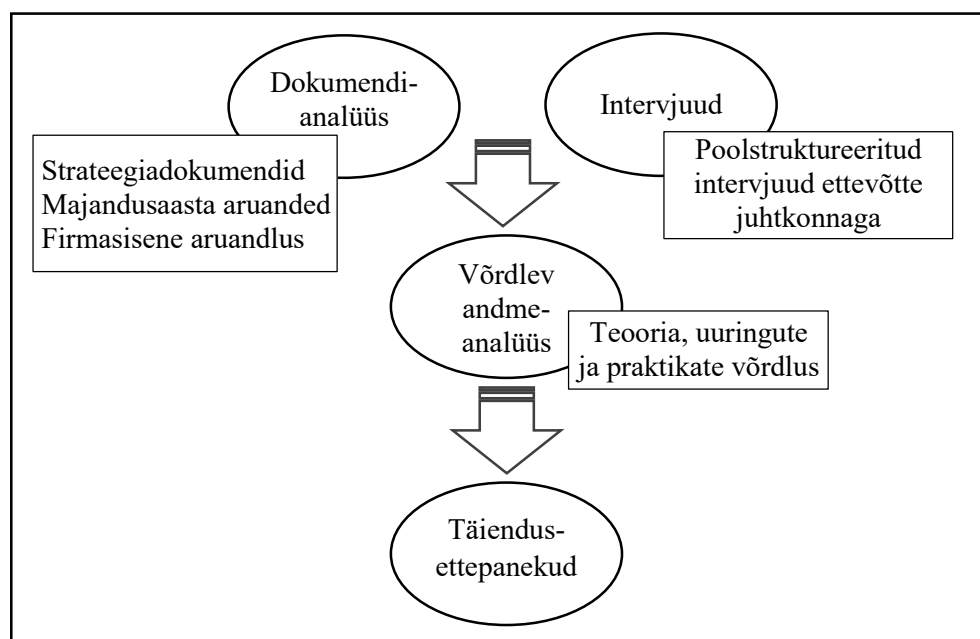 Dokumendi-
analüüs
Intervjuud
Strateegiadokumendid
Majandusaasta aruanded
Firmasisene aruandlus
Poolstruktureeritud
intervjuud ettevõtte
juhtkonnaga
Võrdlev
andme-
analüüs
Teooria, uuringute
ja praktikate võrdlus
Täiendus-
ettepanekud